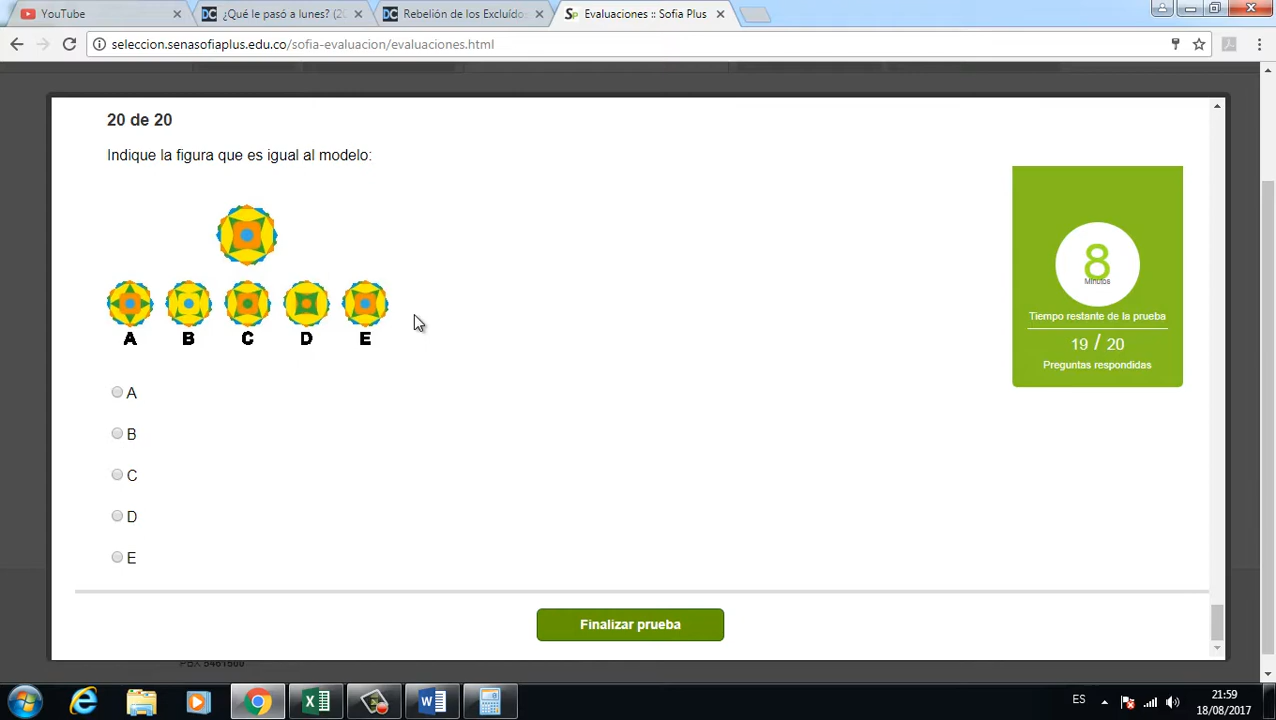 YouTube
¿Qué le pasó a lunes? (20
Rebelión de los Excluídos
Evaluaciones :: Sofia Plus
seleccion.senasofiaplus.edu.co/sofia-evaluacion/evaluaciones.html
20 de 20
Indique la figura que es igual al modelo:
A B C D E
A
B
C
D
E
8
Minutos
Tiempo restante de la prueba
19 / 20
Preguntas respondidas
Finalizar prueba
ES
21:59
18/08/2017